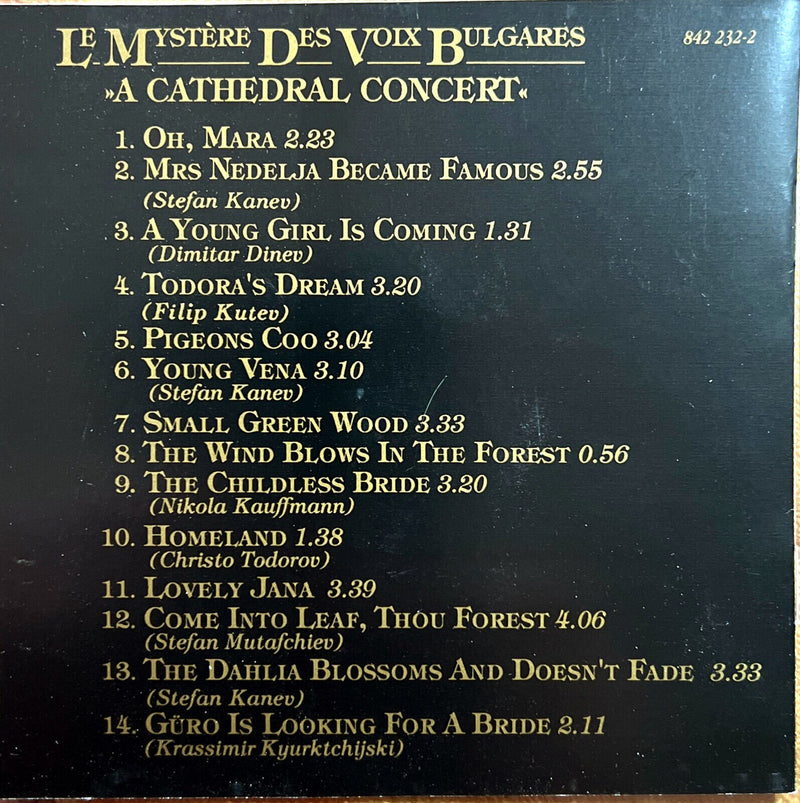 LE MYSTÈRE DES VOIX BULGARES 842 232-2
»A CATHEDRAL CONCERT«
1. OH, MARA 2.23
2. MRS NEDELJA BECAME FAMOUS 2.55
(Stefan Kanev)
3. A YOUNG GIRL IS COMING 1.31
(Dimitar Dinev)
4. TODORA'S DREAM 3.20
(Filip Kutev)
5. PIGEONS COO 3.04
6. YOUNG VENA 3.10
(Stefan Kanev)
7. SMALL GREEN WOOD 3.33
8. THE WIND BLOWS IN THE FOREST 0.56
9. THE CHILDLESS BRIDE 3.20
(Nikola Kauffmann)
10. HOMELAND 1.38
(Christo Todorov)
11. LOVELY JANA 3.39
12. COME INTO LEAF, THOU FOREST 4.06
(Stefan Mutafchiev)
13. THE DAHLIA BLOSSOMS AND DOESN'T FADE 3.33
(Stefan Kanev)
14. GÜRO IS LOOKING FOR A BRIDE 2.11
(Krassimir Kyurktchijski)